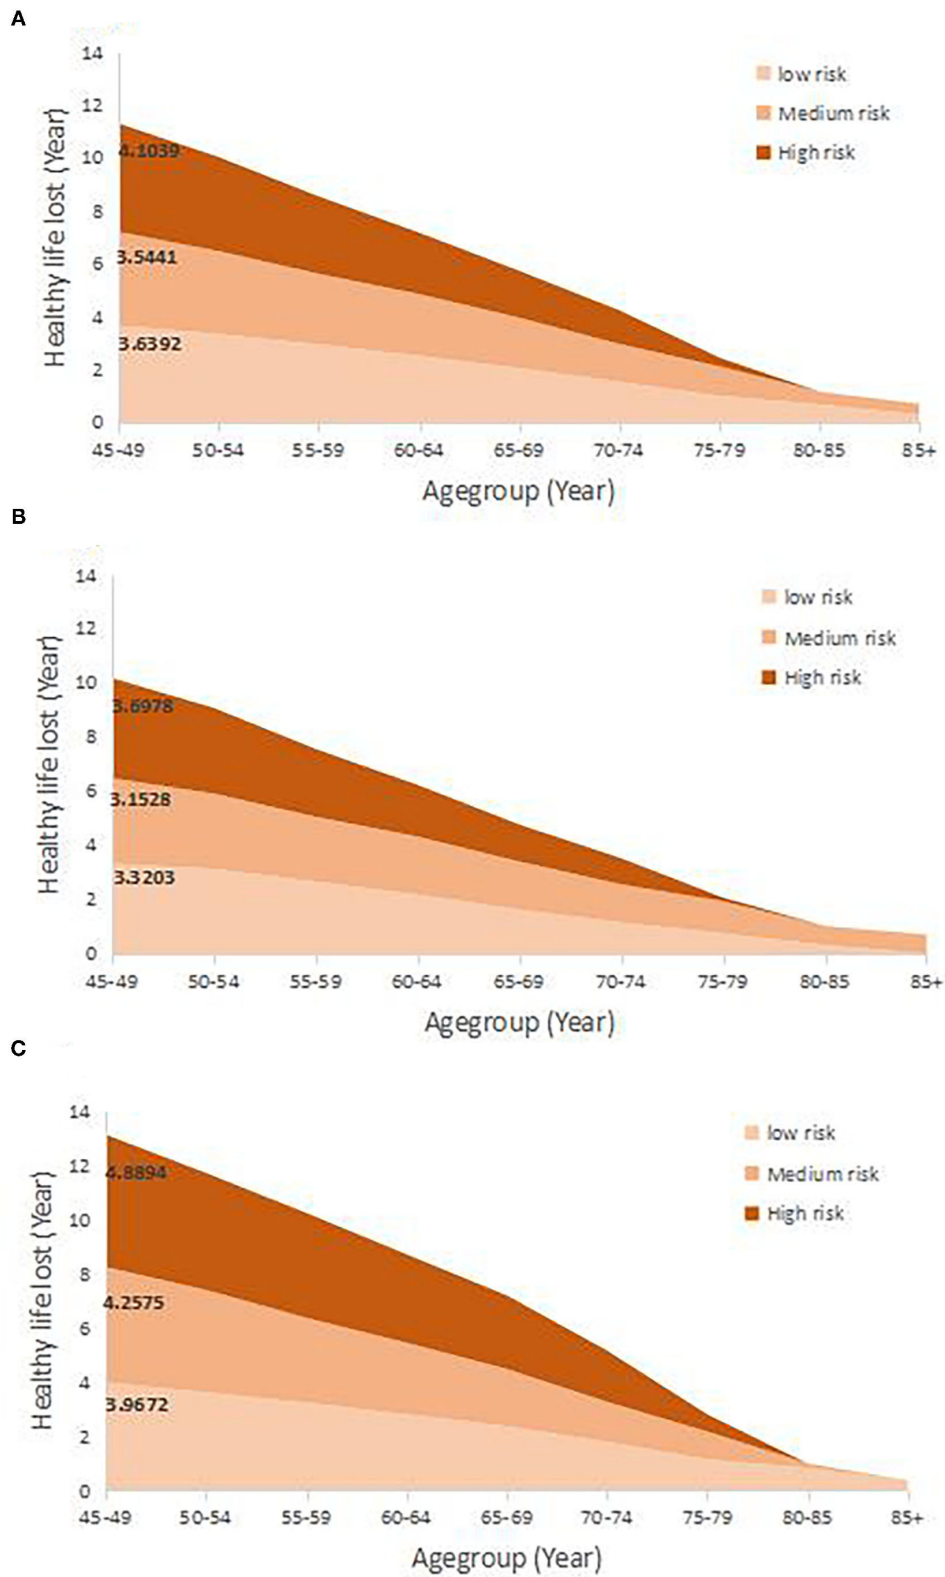 A
14
12
10
8
6
4
2
0
Healthy life lost (Year)
4.1039
3.5441
3.6392
low risk
Medium risk
High risk
45-49 50-54 55-59 60-64 65-69 70-74 75-79 80-85 85+
Agegroup (Year)
B
14
12
10
8
6
4
2
0
Healthy life lost (Year)
3.6978
3.1528
3.3203
low risk
Medium risk
High risk
45-49 50-54 55-59 60-64 65-69 70-74 75-79 80-85 85+
Agegroup (Year)
C
14
12
10
8
6
4
2
0
Healthy life lost (Year)
4.8894
4.2575
3.9672
low risk
Medium risk
High risk
45-49 50-54 55-59 60-64 65-69 70-74 75-79 80-85 85+
Agegroup (Year)